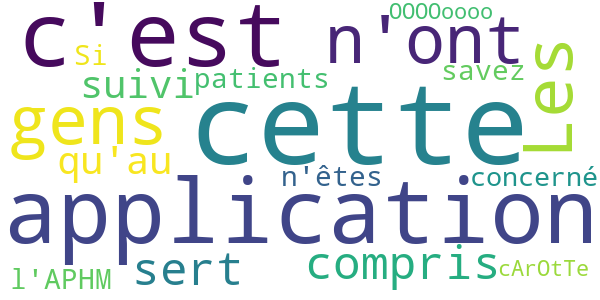 c'est n'ont OOOOoooo
Si
suivi patients savez Les
gens cette
qu'au n'êtes concerné
application
l'APHM sert compris cArOtTe